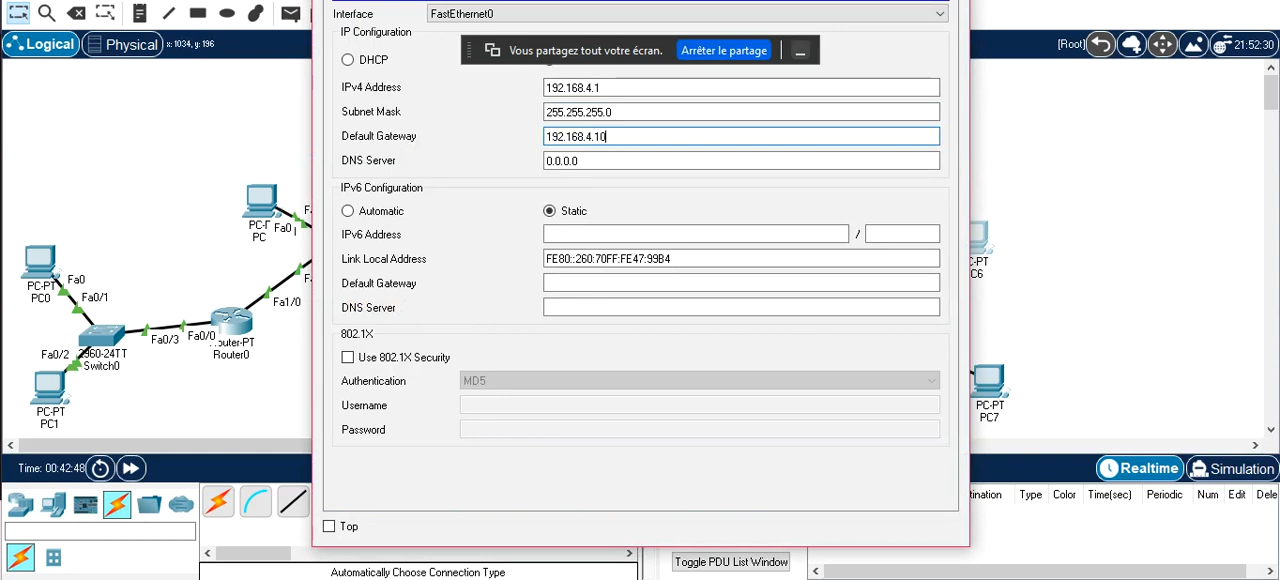 Interface
FastEthernet0
IP Configuration
Vous partagez tout votre écran.
Arrêter le partage
Logical
Physical
x: 1034, y: 196
[Root]
21:52:30
DHCP
IPv4 Address
192.168.4.1
Subnet Mask
255.255.255.0
Default Gateway
192.168.4.10
DNS Server
0.0.0.0
IPv6 Configuration
Automatic
Static
IPv6 Address
/
Link Local Address
FE80::260:70FF:FE47:99B4
Default Gateway
DNS Server
802.1X
Use 802.1X Security
Authentication
MD5
Username
Password
Top
PC
Fa0
PC-PT
PC0
Fa0
Fa0/1
Fa1/0
Fa0/3
Fa0/0
Router0
Fa0/2
2960-24TT
Switch0
PC-PT
PC1
C6
PC-PT
PC7
Time: 00:42:48
Realtime
Simulation
Type
Color
Time(sec)
Periodic
Num
Edit
Dele
Toggle PDU List Window
Automatically Choose Connection Type